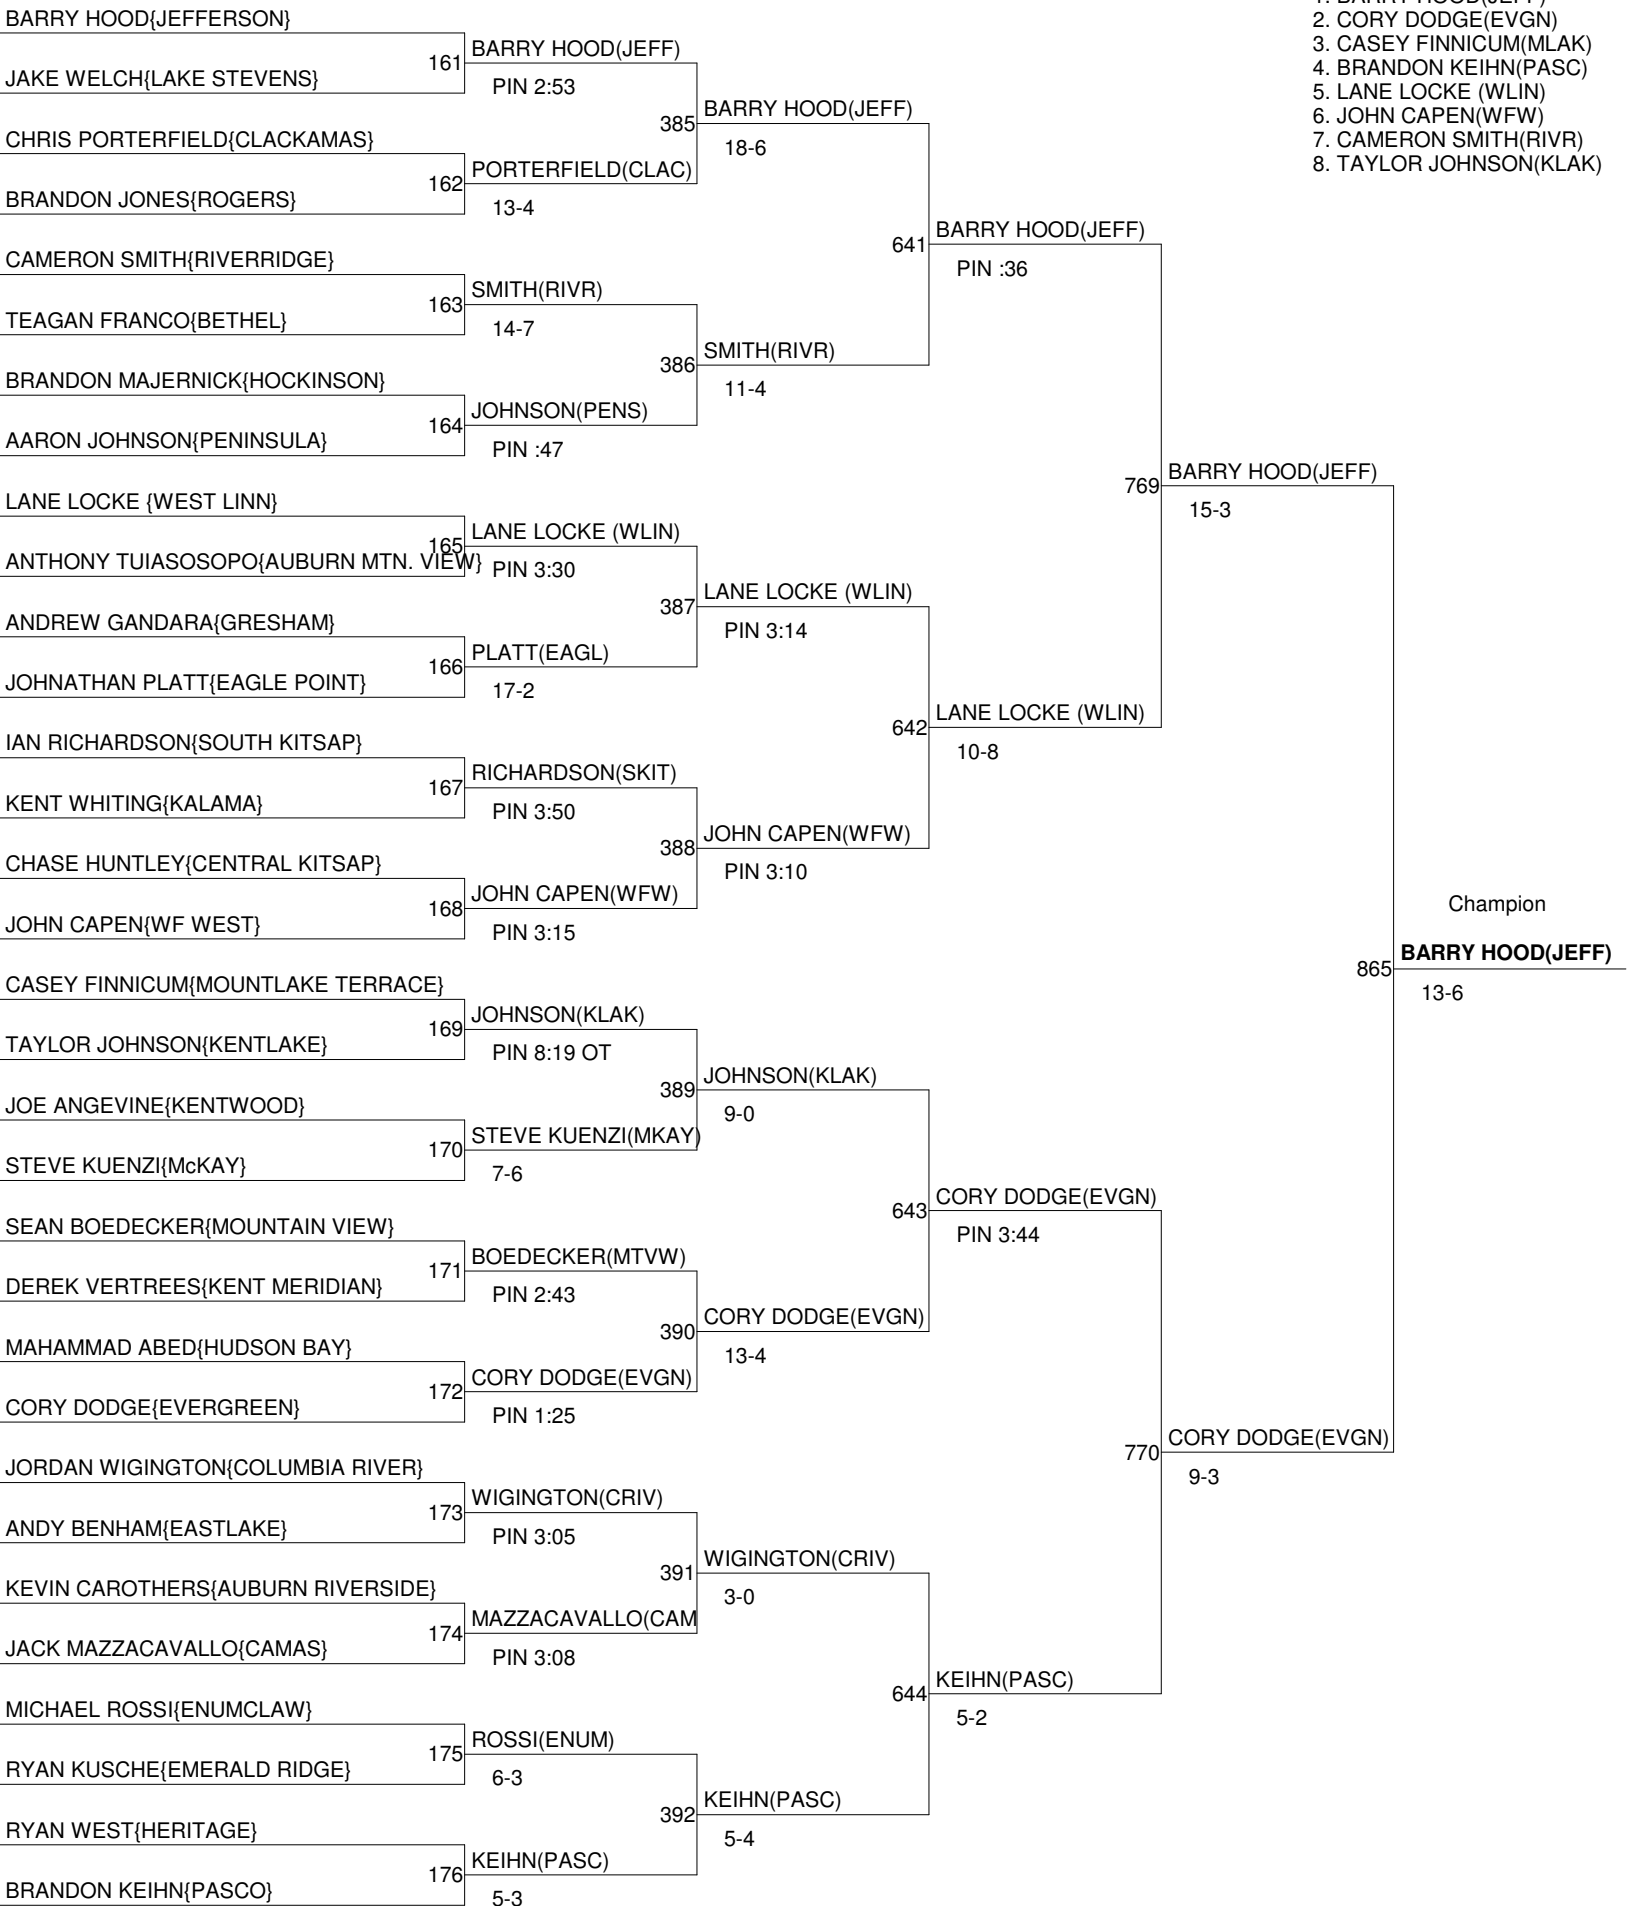 1. BARRY HOOD(JEFF)
2. CORY DODGE(EVGN)
3. CASEY FINNICUM(MLAK)
4. BRANDON KEIHN(PASC)
5. LANE LOCKE (WLIN)
6. JOHN CAPEN(WFW)
7. CAMERON SMITH(RIVR)
8. TAYLOR JOHNSON(KLAK)
BARRY HOOD{JEFFERSON}
JAKE WELCH{LAKE STEVENS}
CHRIS PORTERFIELD{CLACKAMAS}
BRANDON JONES{ROGERS}
CAMERON SMITH{RIVERRIDGE}
TEAGAN FRANCO{BETHEL}
BRANDON MAJERNICK{HOCKINSON}
AARON JOHNSON{PENINSULA}
LANE LOCKE {WEST LINN}
ANTHONY TUIASOSOPO{AUBURN MTN. VIEW}
ANDREW GANDARA{GRESHAM}
JOHNATHAN PLATT{EAGLE POINT}
IAN RICHARDSON{SOUTH KITSAP}
KENT WHITING{KALAMA}
CHASE HUNTLEY{CENTRAL KITSAP}
JOHN CAPEN{WF WEST}
CASEY FINNICUM{MOUNTLAKE TERRACE}
TAYLOR JOHNSON{KENTLAKE}
JOE ANGEVINE{KENTWOOD}
STEVE KUENZI{McKAY}
SEAN BOEDECKER{MOUNTAIN VIEW}
DEREK VERTREES{KENT MERIDIAN}
MAHAMMAD ABED{HUDSON BAY}
CORY DODGE{EVERGREEN}
JORDAN WIGINGTON{COLUMBIA RIVER}
ANDY BENHAM{EASTLAKE}
KEVIN CAROTHERS{AUBURN RIVERSIDE}
JACK MAZZACAVALLO{CAMAS}
MICHAEL ROSSI{ENUMCLAW}
RYAN KUSCHE{EMERALD RIDGE}
RYAN WEST{HERITAGE}
BRANDON KEIHN{PASCO}
161 BARRY HOOD(JEFF)
PIN 2:53
162 PORTERFIELD(CLAC)
13-4
163 SMITH(RIVR)
14-7
164 JOHNSON(PENS)
PIN :47
165 LANE LOCKE (WLIN)
PIN 3:30
166 PLATT(EAGL)
17-2
167 RICHARDSON(SKIT)
PIN 3:50
168 JOHN CAPEN(WFW)
PIN 3:15
169 JOHNSON(KLAK)
PIN 8:19 OT
170 STEVE KUENZI(MKAY)
7-6
171 BOEDECKER(MTVW)
PIN 2:43
172 CORY DODGE(EVGN)
PIN 1:25
173 WIGINGTON(CRIV)
PIN 3:05
174 MAZZACAVALLO(CAM
PIN 3:08
175 ROSSI(ENUM)
6-3
176 KEIHN(PASC)
5-3
385 BARRY HOOD(JEFF)
18-6
386 SMITH(RIVR)
11-4
387 LANE LOCKE (WLIN)
PIN 3:14
388 JOHN CAPEN(WFW)
PIN 3:10
389 JOHNSON(KLAK)
9-0
390 CORY DODGE(EVGN)
13-4
391 WIGINGTON(CRIV)
3-0
392 KEIHN(PASC)
5-4
641 BARRY HOOD(JEFF)
PIN :36
642 LANE LOCKE (WLIN)
10-8
643 CORY DODGE(EVGN)
PIN 3:44
644 KEIHN(PASC)
5-2
769 BARRY HOOD(JEFF)
15-3
770 CORY DODGE(EVGN)
9-3
Champion
865 BARRY HOOD(JEFF)
13-6